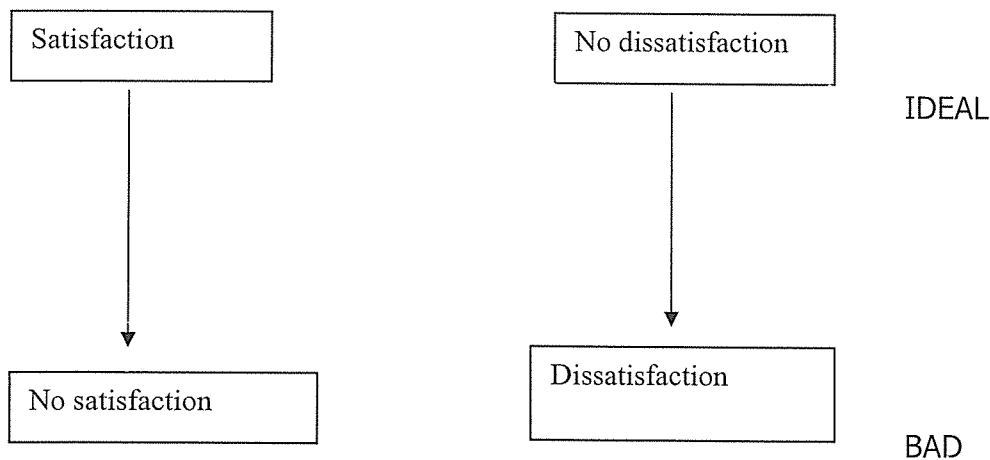 Satisfaction
No dissatisfaction
IDEAL
No satisfaction
Dissatisfaction
BAD